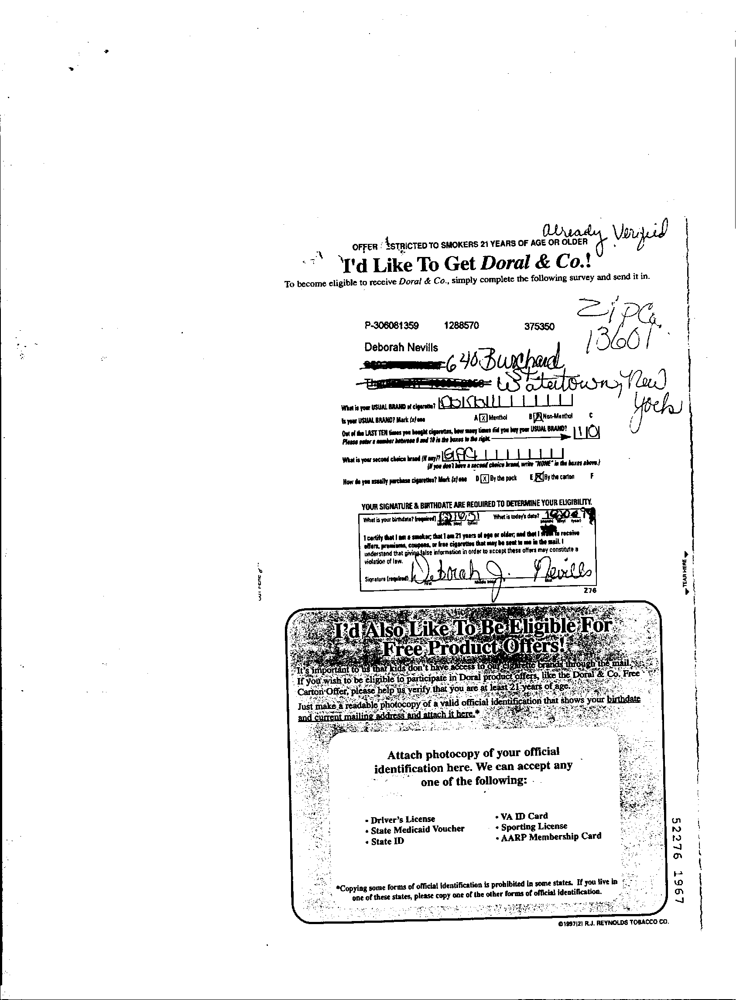 already Verified
OFFER ESTRICTED TO SMOKERS 21 YEARS OF AGE OR OLDER
I'd Like To Get Doral & Co.!
To become eligible to receive Doral & Co., simply complete the following survey and send it in.
P-306081359 1288570 375350
Zip Co. 13601
Deborah Nevills
640 Burchard
Watertown, New York
What is your USUAL BRAND of cigarette?
Is your USUAL BRAND? Mark (x) one A [X] Menthol B [X] Non-Menthol C
Out of the LAST TEN times you bought cigarettes, how many times did you buy your USUAL BRAND?
Please enter a number between 0 and 10 in the boxes to the right. 10
What is your second choice brand (if any)?
(If you don't have a second choice brand, write "NONE" in the boxes above.)
How do you usually purchase cigarettes? Mark (x) one D [X] By the pack E [X] By the carton F
YOUR SIGNATURE & BIRTHDATE ARE REQUIRED TO DETERMINE YOUR ELIGIBILITY.
What is your birthdate? (required) What is today's date?
I certify that I am a smoker; that I am 21 years of age or older; and that I want to receive
offers, premiums, coupons, or free cigarettes that may be sent to me in the mail. I
understand that giving false information in order to accept these offers may constitute a
violation of law.
Signature (required) Deborah J. Nevills
Z76
TEAR HERE
I'd Also Like To Be Eligible For
Free Product Offers!
It's important to us that kids don't have access to our cigarette brands through the mail.
If you wish to be eligible to participate in Doral product offers, like the Doral & Co. Free
Carton Offer, please help us verify that you are at least 21 years of age.
Just make a readable photocopy of a valid official identification that shows your birthdate
and current mailing address and attach it here.*
Attach photocopy of your official
identification here. We can accept any
one of the following:
• Driver's License
• State Medicaid Voucher
• State ID
• VA ID Card
• Sporting License
• AARP Membership Card
*Copying some forms of official identification is prohibited in some states. If you live in
one of these states, please copy one of the other forms of official identification.
©1997(2) R.J. REYNOLDS TOBACCO CO.
52276 1967